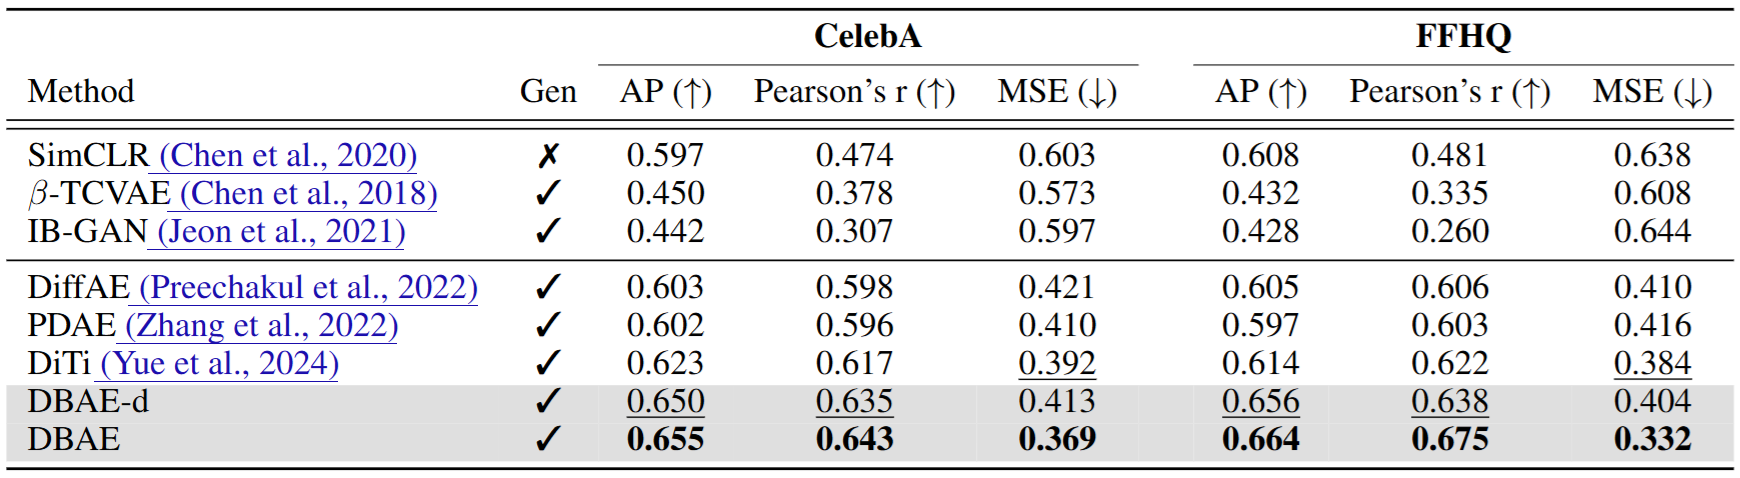 CelebA FFHQ
Method Gen AP (↑) Pearson's r (↑) MSE (↓) AP (↑) Pearson's r (↑) MSE (↓)
SimCLR (Chen et al., 2020) ✗ 0.597 0.474 0.603 0.608 0.481 0.638
β-TCVAE (Chen et al., 2018) ✓ 0.450 0.378 0.573 0.432 0.335 0.608
IB-GAN (Jeon et al., 2021) ✓ 0.442 0.307 0.597 0.428 0.260 0.644
DiffAE (Preechakul et al., 2022) ✓ 0.603 0.598 0.421 0.605 0.606 0.410
PDAE (Zhang et al., 2022) ✓ 0.602 0.596 0.410 0.597 0.603 0.416
DiTi (Yue et al., 2024) ✓ 0.623 0.617 0.392 0.614 0.622 0.384
DBAE-d ✓ 0.650 0.635 0.413 0.656 0.638 0.404
DBAE ✓ 0.655 0.643 0.369 0.664 0.675 0.332